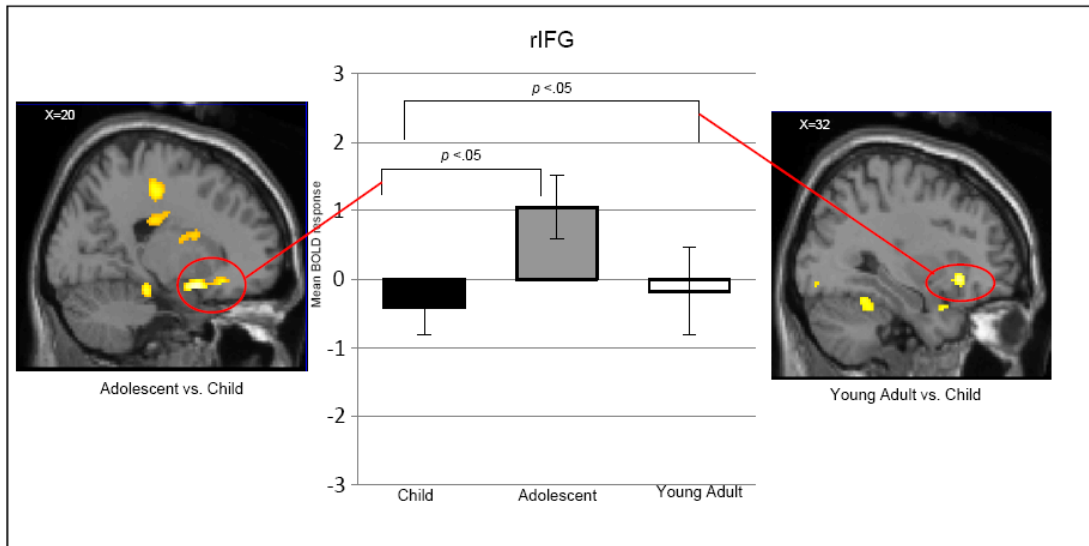 rIFG
X=20
Adolescent vs. Child
Mean BOLD response
3
2
1
0
-1
-2
-3
p <.05
p <.05
Child
Adolescent
Young Adult
X=32
Young Adult vs. Child